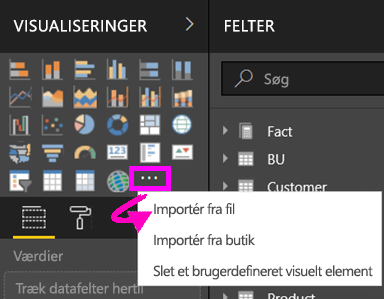 VISUALISERINGER
FELTER
Søg
Fact
BU
Customer
Importér fra fil
Importér fra butik
Slet et brugerdefineret visuelt element
Værdier
Træk datafelter hertil
Product